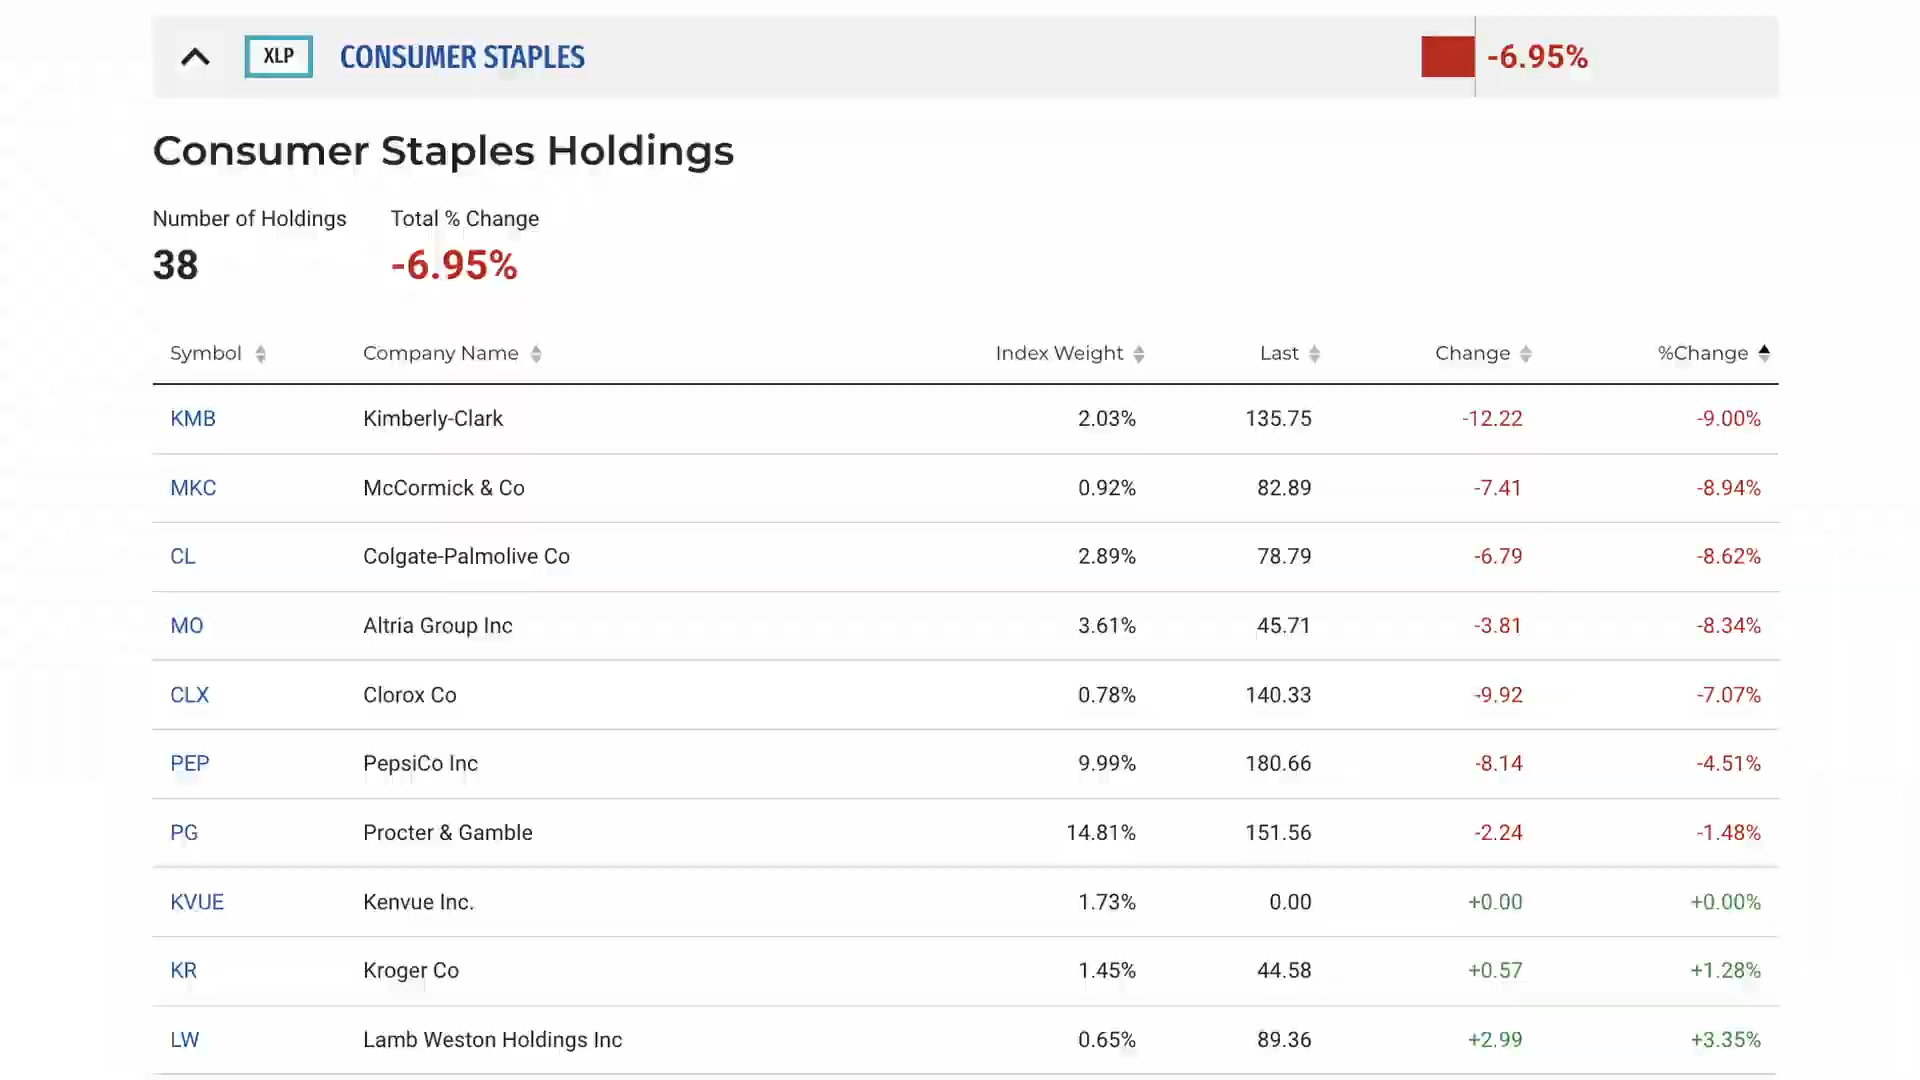 XLP CONSUMER STAPLES -6.95%
Consumer Staples Holdings
Number of Holdings Total % Change
38 -6.95%
Symbol Company Name Index Weight Last Change %Change
KMB Kimberly-Clark 2.03% 135.75 -12.22 -9.00%
MKC McCormick & Co 0.92% 82.89 -7.41 -8.94%
CL Colgate-Palmolive Co 2.89% 78.79 -6.79 -8.62%
MO Altria Group Inc 3.61% 45.71 -3.81 -8.34%
CLX Clorox Co 0.78% 140.33 -9.92 -7.07%
PEP PepsiCo Inc 9.99% 180.66 -8.14 -4.51%
PG Procter & Gamble 14.81% 151.56 -2.24 -1.48%
KVUE Kenvue Inc. 1.73% 0.00 +0.00 +0.00%
KR Kroger Co 1.45% 44.58 +0.57 +1.28%
LW Lamb Weston Holdings Inc 0.65% 89.36 +2.99 +3.35%